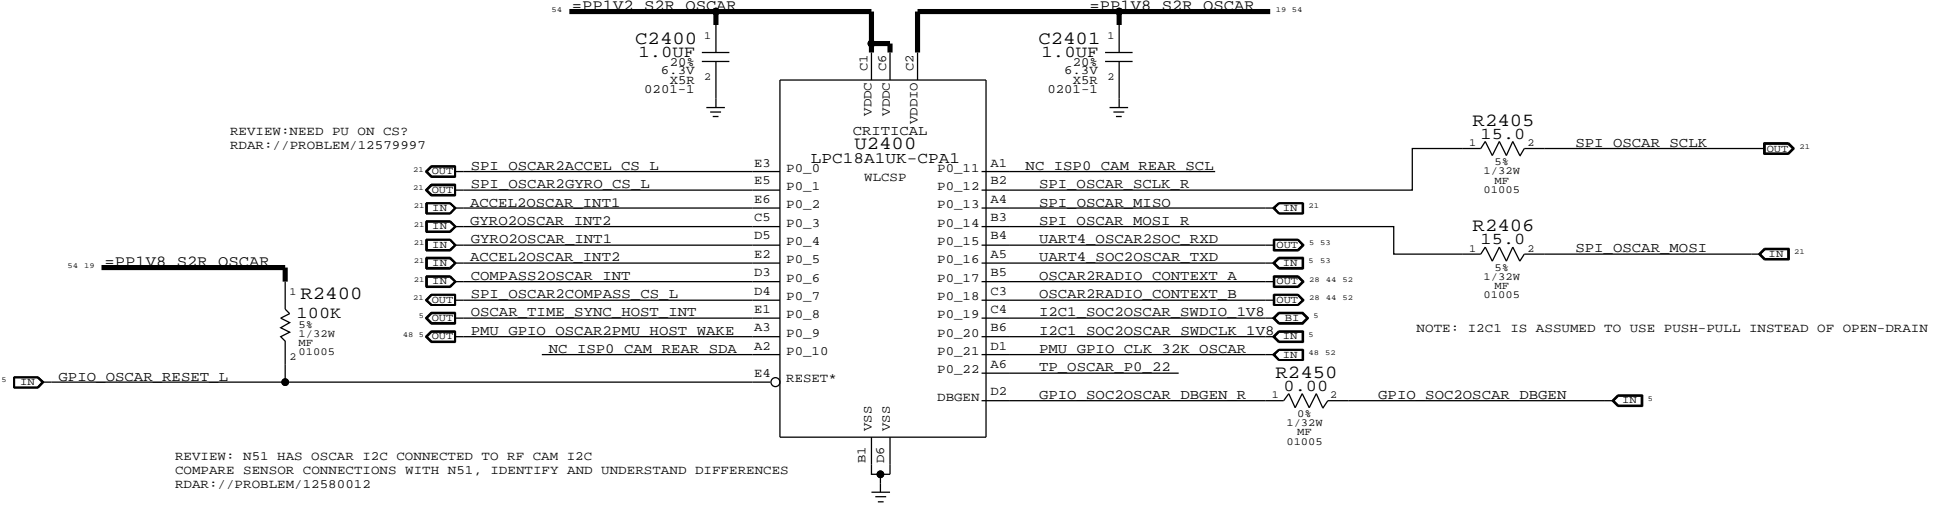 54 =PP1V2_S2R_OSCAR
=PP1V8_S2R_OSCAR 19 54
C2400 1
1.0UF
20%
6.3V
X5R 2
0201-1
C2401 1
1.0UF
20%
6.3V
X5R 2
0201-1
C1 C6 C2
VDDC VDDC VDDIO
CRITICAL
U2400
LPC18A1UK-CPA1
WLCSP
REVIEW:NEED PU ON CS?
RDAR://PROBLEM/12579997
21 OUT SPI_OSCAR2ACCEL_CS_L E3 P0_0
21 OUT SPI_OSCAR2GYRO_CS_L E5 P0_1
21 IN ACCEL2OSCAR_INT1 E6 P0_2
21 IN GYRO2OSCAR_INT2 C5 P0_3
21 IN GYRO2OSCAR_INT1 D5 P0_4
21 IN ACCEL2OSCAR_INT2 E2 P0_5
21 IN COMPASS2OSCAR_INT D3 P0_6
21 OUT SPI_OSCAR2COMPASS_CS_L D4 P0_7
5 OUT OSCAR_TIME_SYNC_HOST_INT E1 P0_8
48 5 OUT PMU_GPIO_OSCAR2PMU_HOST_WAKE A3 P0_9
NC_ISP0_CAM_REAR_SDA A2 P0_10
5 IN GPIO_OSCAR_RESET_L E4 RESET*
54 19 =PP1V8_S2R_OSCAR
1 R2400
100K
5%
1/32W
MF
2 01005
P0_11 A1 NC_ISP0_CAM_REAR_SCL
P0_12 B2 SPI_OSCAR_SCLK_R
P0_13 A4 SPI_OSCAR_MISO IN 21
P0_14 B3 SPI_OSCAR_MOSI_R
P0_15 B4 UART4_OSCAR2SOC_RXD OUT 5 53
P0_16 A5 UART4_SOC2OSCAR_TXD IN 5 53
P0_17 B5 OSCAR2RADIO_CONTEXT_A OUT 28 44 52
P0_18 C3 OSCAR2RADIO_CONTEXT_B OUT 28 44 52
P0_19 C4 I2C1_SOC2OSCAR_SWDIO_1V8 BI 5
P0_20 B6 I2C1_SOC2OSCAR_SWDCLK_1V8 IN 5
P0_21 D1 PMU_GPIO_CLK_32K_OSCAR IN 48 52
P0_22 A6 TP_OSCAR_P0_22
DBGEN D2 GPIO_SOC2OSCAR_DBGEN_R
R2450
0.00
1 2 GPIO_SOC2OSCAR_DBGEN IN 5
0%
1/32W
MF
01005
R2405
15.0
1 2 SPI_OSCAR_SCLK OUT 21
5%
1/32W
MF
01005
R2406
15.0
1 2 SPI_OSCAR_MOSI IN 21
5%
1/32W
MF
01005
NOTE: I2C1 IS ASSUMED TO USE PUSH-PULL INSTEAD OF OPEN-DRAIN
VSS VSS
B1 D6
REVIEW: N51 HAS OSCAR I2C CONNECTED TO RF CAM I2C
COMPARE SENSOR CONNECTIONS WITH N51, IDENTIFY AND UNDERSTAND DIFFERENCES
RDAR://PROBLEM/12580012